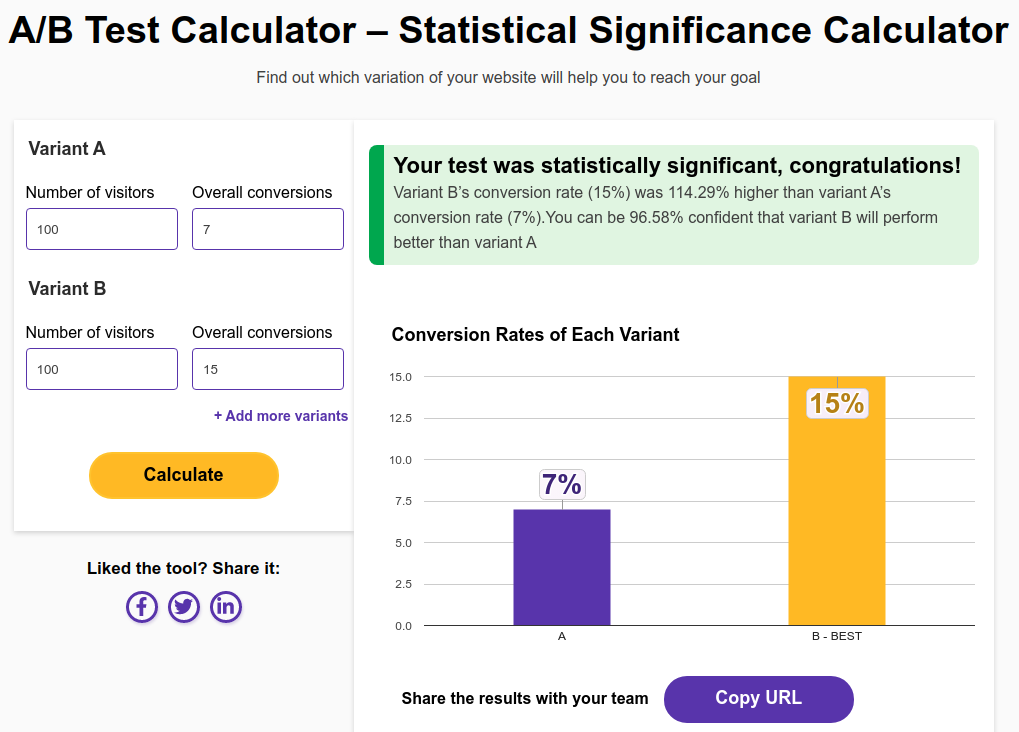 A/B Test Calculator – Statistical Significance Calculator
Find out which variation of your website will help you to reach your goal
Variant A
Number of visitors
Overall conversions
100
7
Variant B
Number of visitors
Overall conversions
100
15
+ Add more variants
Calculate
Liked the tool? Share it:
Your test was statistically significant, congratulations!
Variant B’s conversion rate (15%) was 114.29% higher than variant A’s
conversion rate (7%).You can be 96.58% confident that variant B will perform
better than variant A
Conversion Rates of Each Variant
15.0
12.5
10.0
7.5
5.0
2.5
0.0
7%
15%
A
B - BEST
Share the results with your team
Copy URL